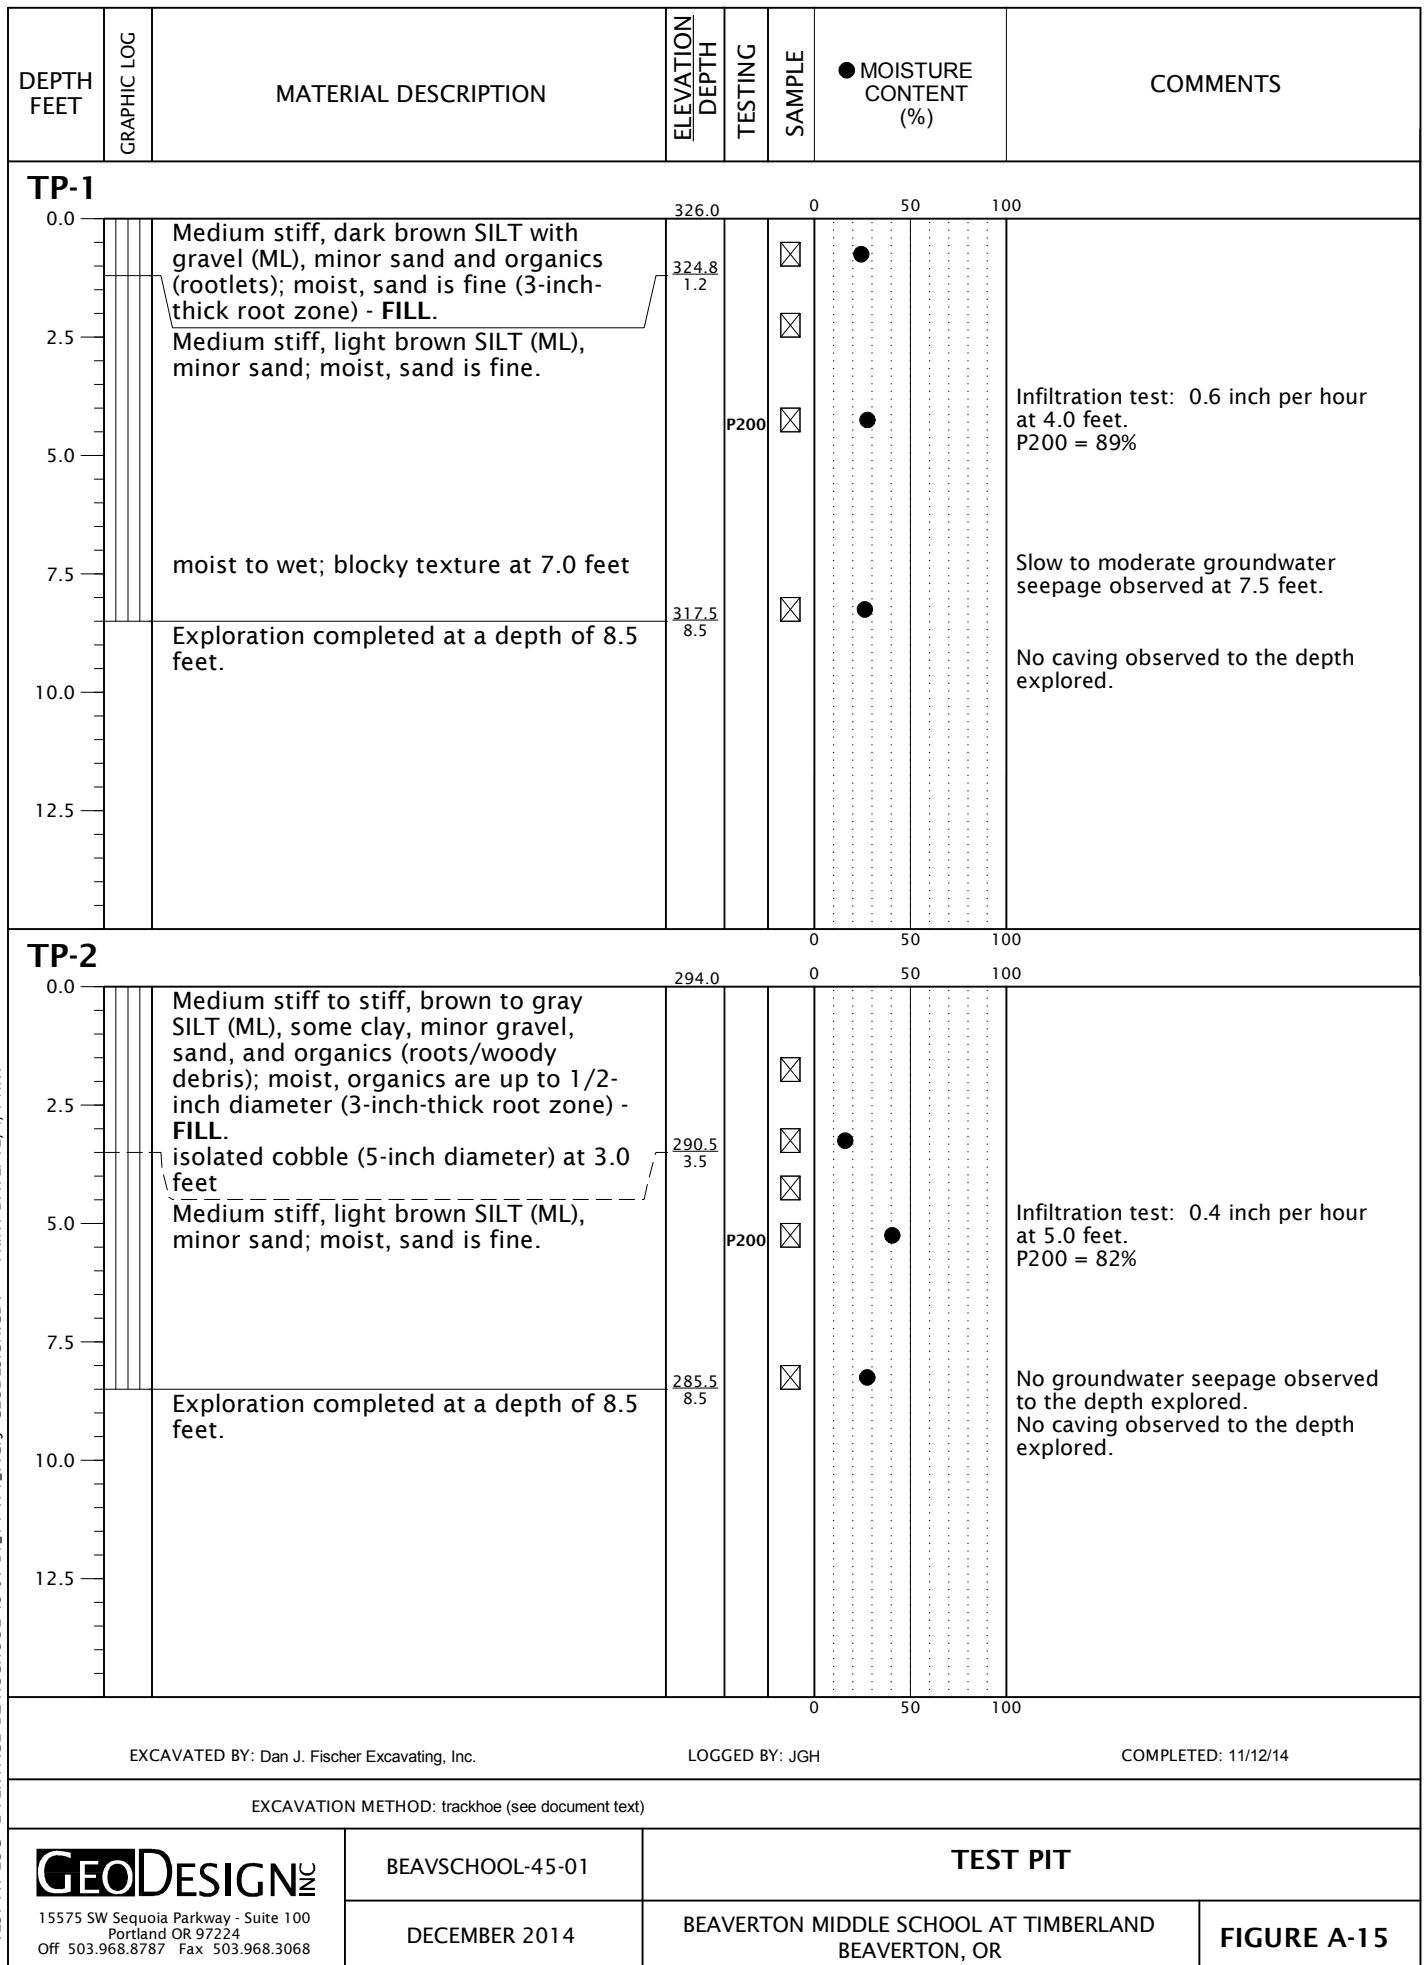 DEPTH
FEET
GRAPHIC LOG
MATERIAL DESCRIPTION
ELEVATION
DEPTH
TESTING
SAMPLE
● MOISTURE
CONTENT
(%)
COMMENTS
TP-1
0 50 100
0.0
326.0
Medium stiff, dark brown SILT with
gravel (ML), minor sand and organics
(rootlets); moist, sand is fine (3-inch-
thick root zone) - FILL.
324.8
1.2
2.5
Medium stiff, light brown SILT (ML),
minor sand; moist, sand is fine.
P200
Infiltration test: 0.6 inch per hour
at 4.0 feet.
P200 = 89%
5.0
7.5
moist to wet; blocky texture at 7.0 feet
Slow to moderate groundwater
seepage observed at 7.5 feet.
317.5
8.5
Exploration completed at a depth of 8.5
feet.
No caving observed to the depth
explored.
10.0
12.5
0 50 100
TP-2
0 50 100
0.0
294.0
Medium stiff to stiff, brown to gray
SILT (ML), some clay, minor gravel,
sand, and organics (roots/woody
debris); moist, organics are up to 1/2-
inch diameter (3-inch-thick root zone) -
FILL.
2.5
isolated cobble (5-inch diameter) at 3.0
feet
290.5
3.5
Medium stiff, light brown SILT (ML),
minor sand; moist, sand is fine.
5.0
P200
Infiltration test: 0.4 inch per hour
at 5.0 feet.
P200 = 82%
7.5
285.5
8.5
Exploration completed at a depth of 8.5
feet.
No groundwater seepage observed
to the depth explored.
No caving observed to the depth
explored.
10.0
12.5
0 50 100
EXCAVATED BY: Dan J. Fischer Excavating, Inc.
LOGGED BY: JGH
COMPLETED: 11/12/14
EXCAVATION METHOD: trackhoe (see document text)
GEODESIGN INC
15575 SW Sequoia Parkway - Suite 100
Portland OR 97224
Off 503.968.8787 Fax 503.968.3068
BEAVSCHOOL-45-01
DECEMBER 2014
TEST PIT
BEAVERTON MIDDLE SCHOOL AT TIMBERLAND
BEAVERTON, OR
FIGURE A-15